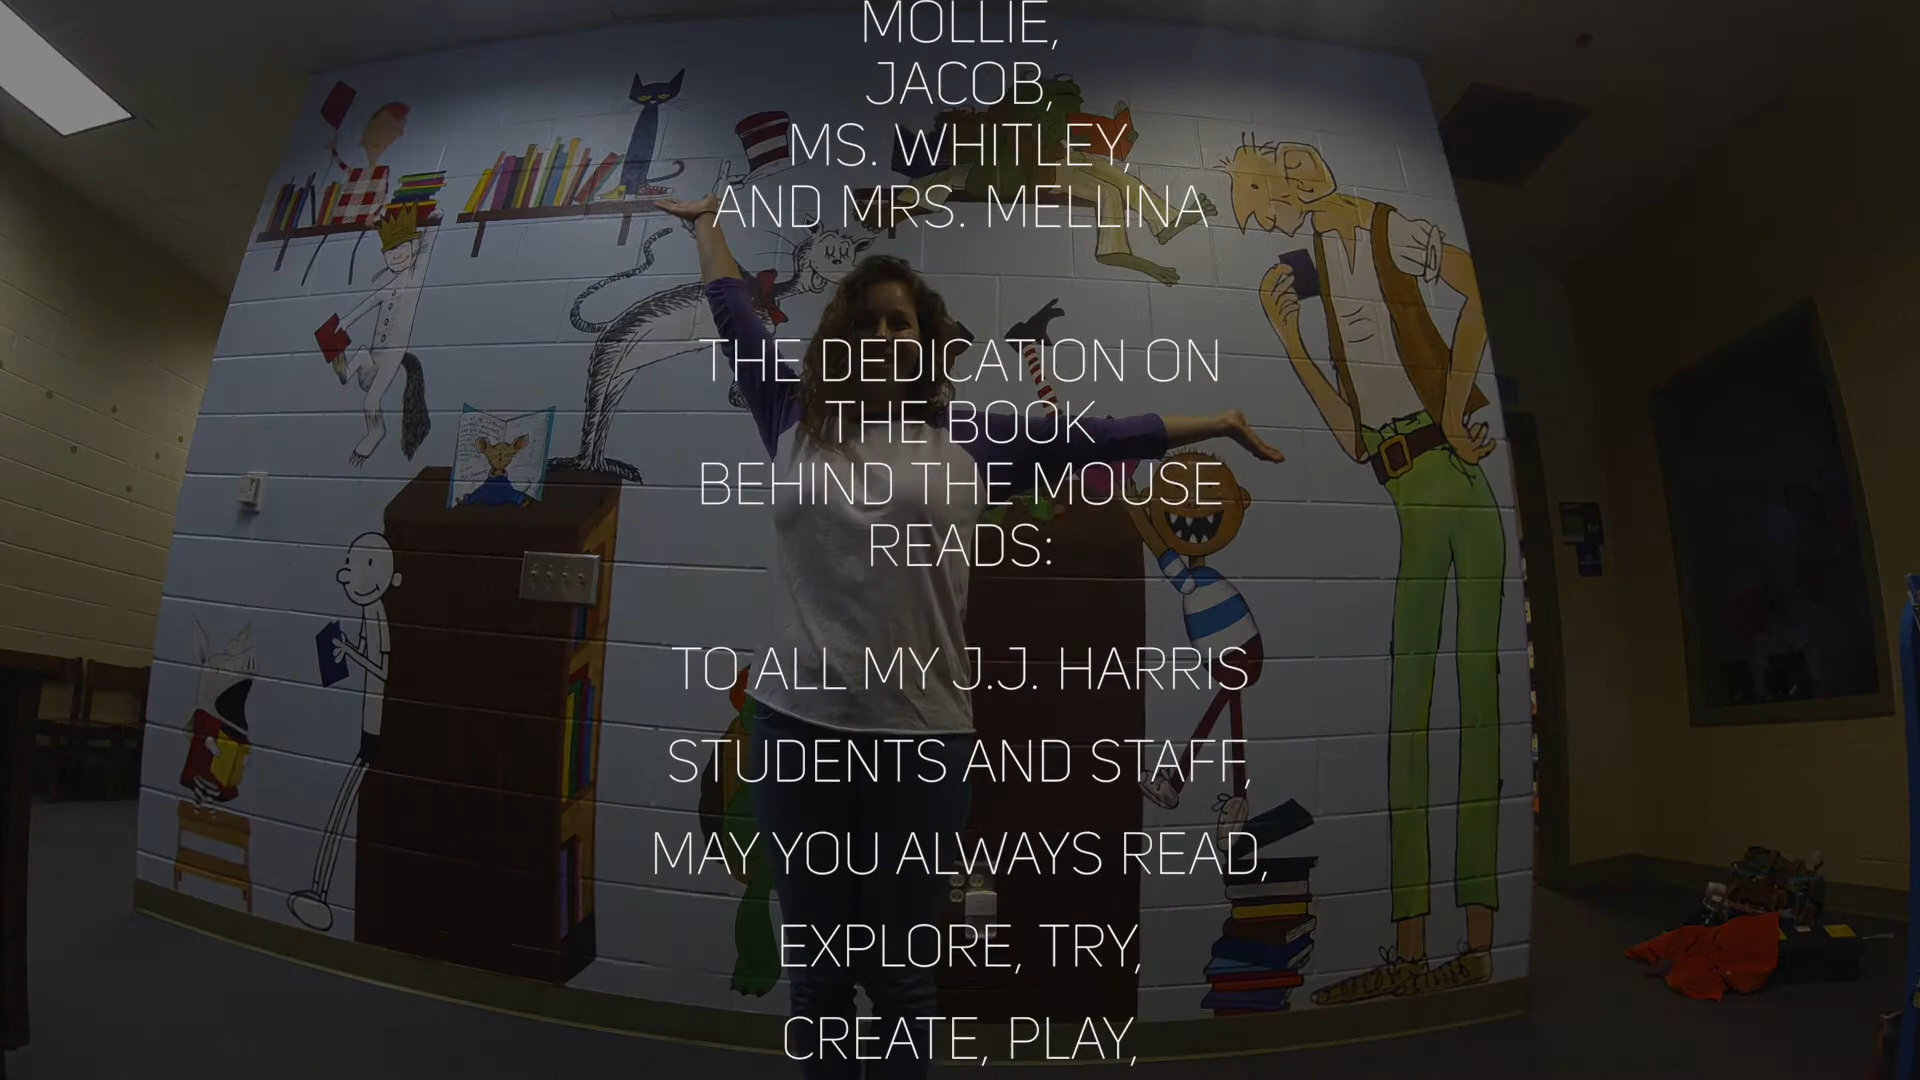 MOLLIE,
JACOB,
MS. WHITLEY,
AND MRS. MELLINA
THE DEDICATION ON
THE BOOK
BEHIND THE MOUSE
READS:
TO ALL MY J.J. HARRIS
STUDENTS AND STAFF,
MAY YOU ALWAYS READ,
EXPLORE, TRY,
CREATE, PLAY,